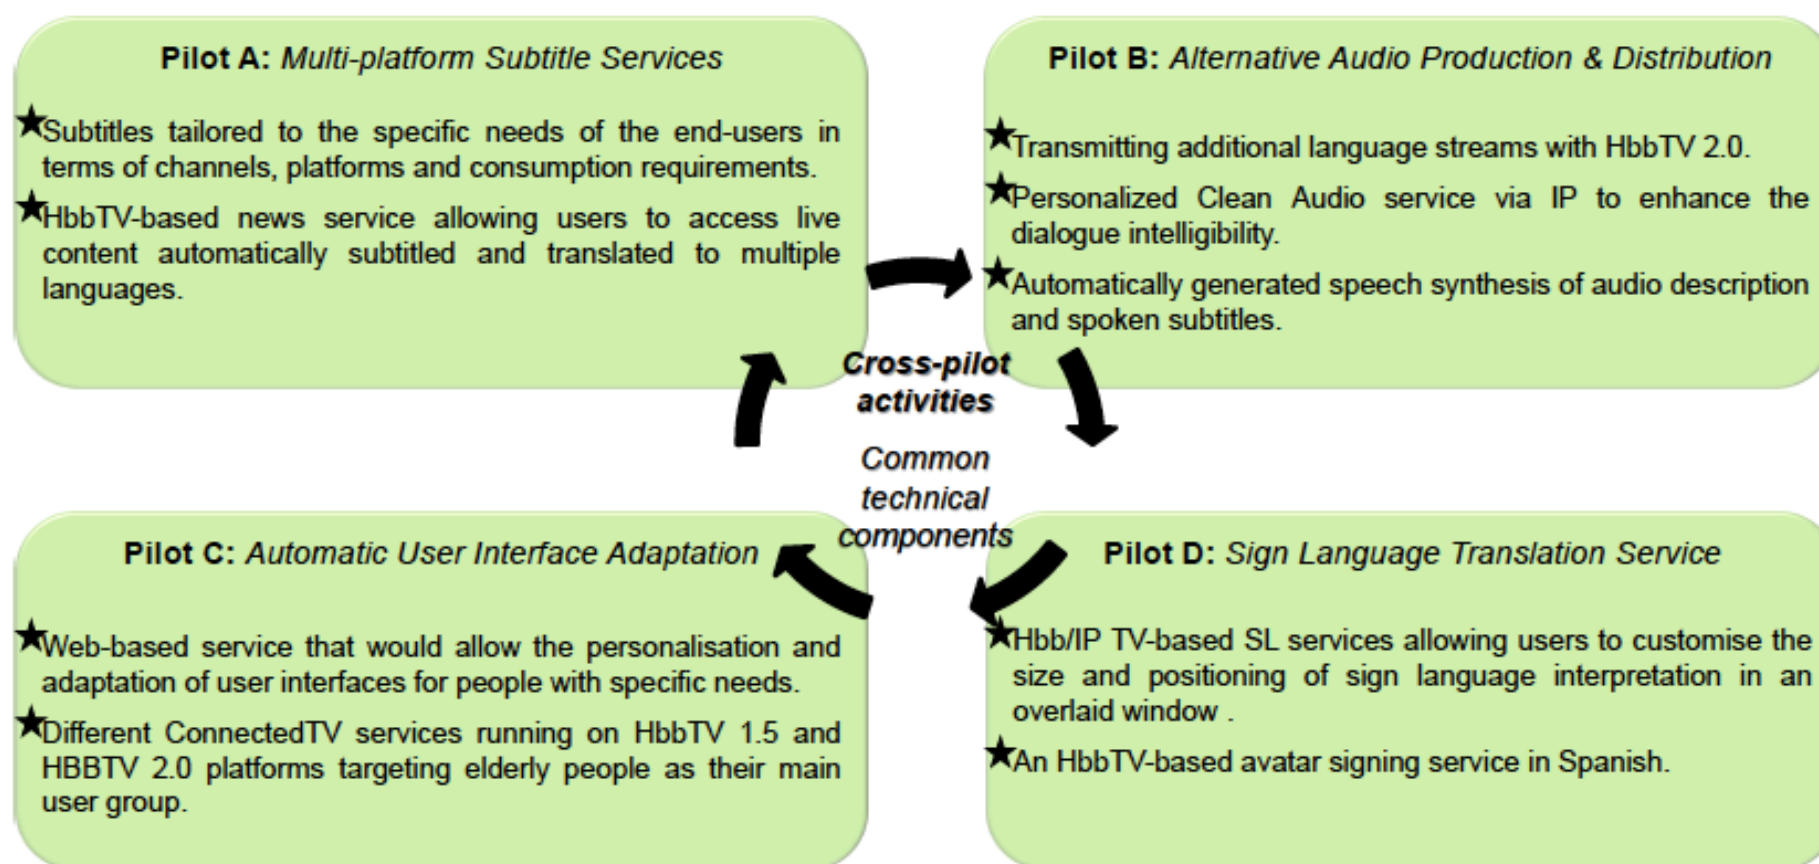 Pilot A: Multi-platform Subtitle Services
★Subtitles tailored to the specific needs of the end-users in
terms of channels, platforms and consumption requirements.
★HbbTV-based news service allowing users to access live
content automatically subtitled and translated to multiple
languages.
Pilot B: Alternative Audio Production & Distribution
★Transmitting additional language streams with HbbTV 2.0.
★Personalized Clean Audio service via IP to enhance the
dialogue intelligibility.
★Automatically generated speech synthesis of audio description
and spoken subtitles.
Cross-pilot
activities
Common
technical
components
Pilot C: Automatic User Interface Adaptation
★Web-based service that would allow the personalisation and
adaptation of user interfaces for people with specific needs.
★Different ConnectedTV services running on HbbTV 1.5 and
HBBTV 2.0 platforms targeting elderly people as their main
user group.
Pilot D: Sign Language Translation Service
★Hbb/IP TV-based SL services allowing users to customise the
size and positioning of sign language interpretation in an
overlaid window .
★An HbbTV-based avatar signing service in Spanish.